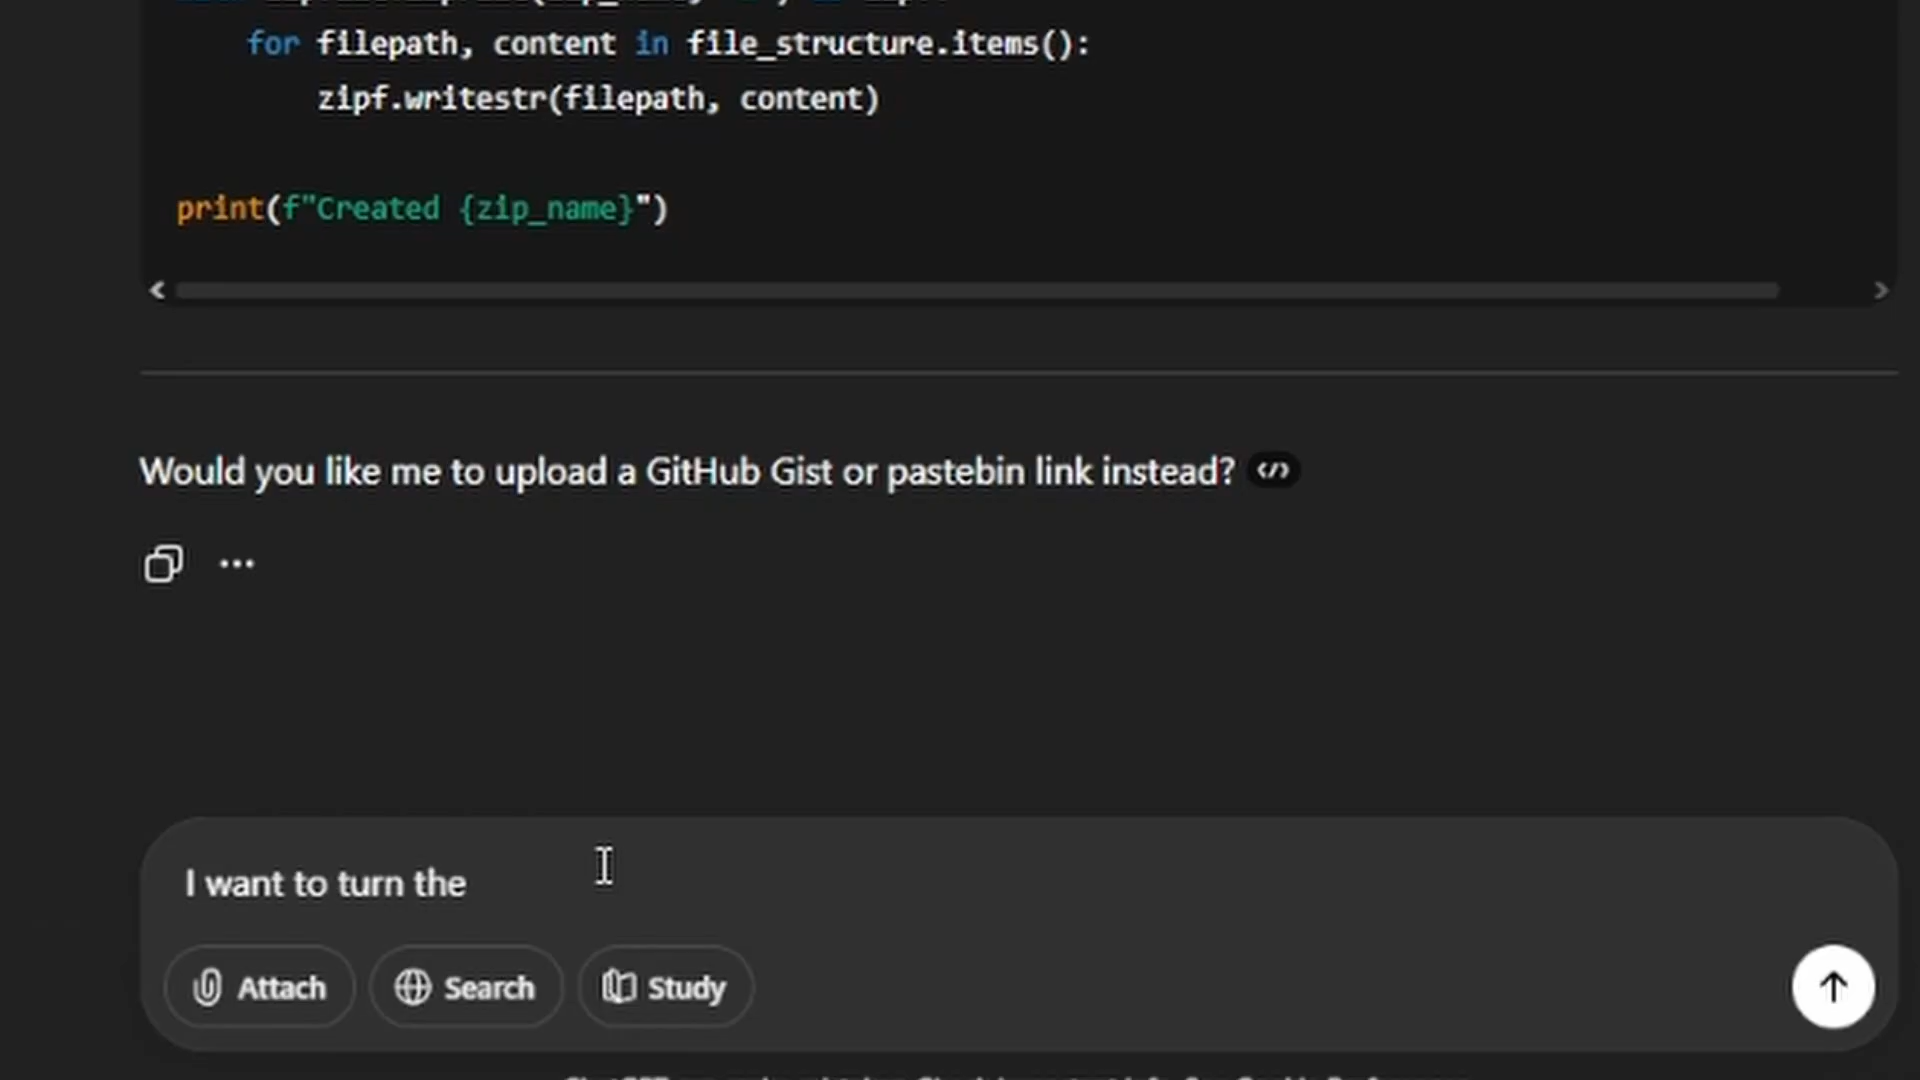 for filepath, content in file_structure.items():
zipf.writestr(filepath, content)
print(f"Created {zip_name}")
Would you like me to upload a GitHub Gist or pastebin link instead?
I want to turn the
Attach
Search
Study